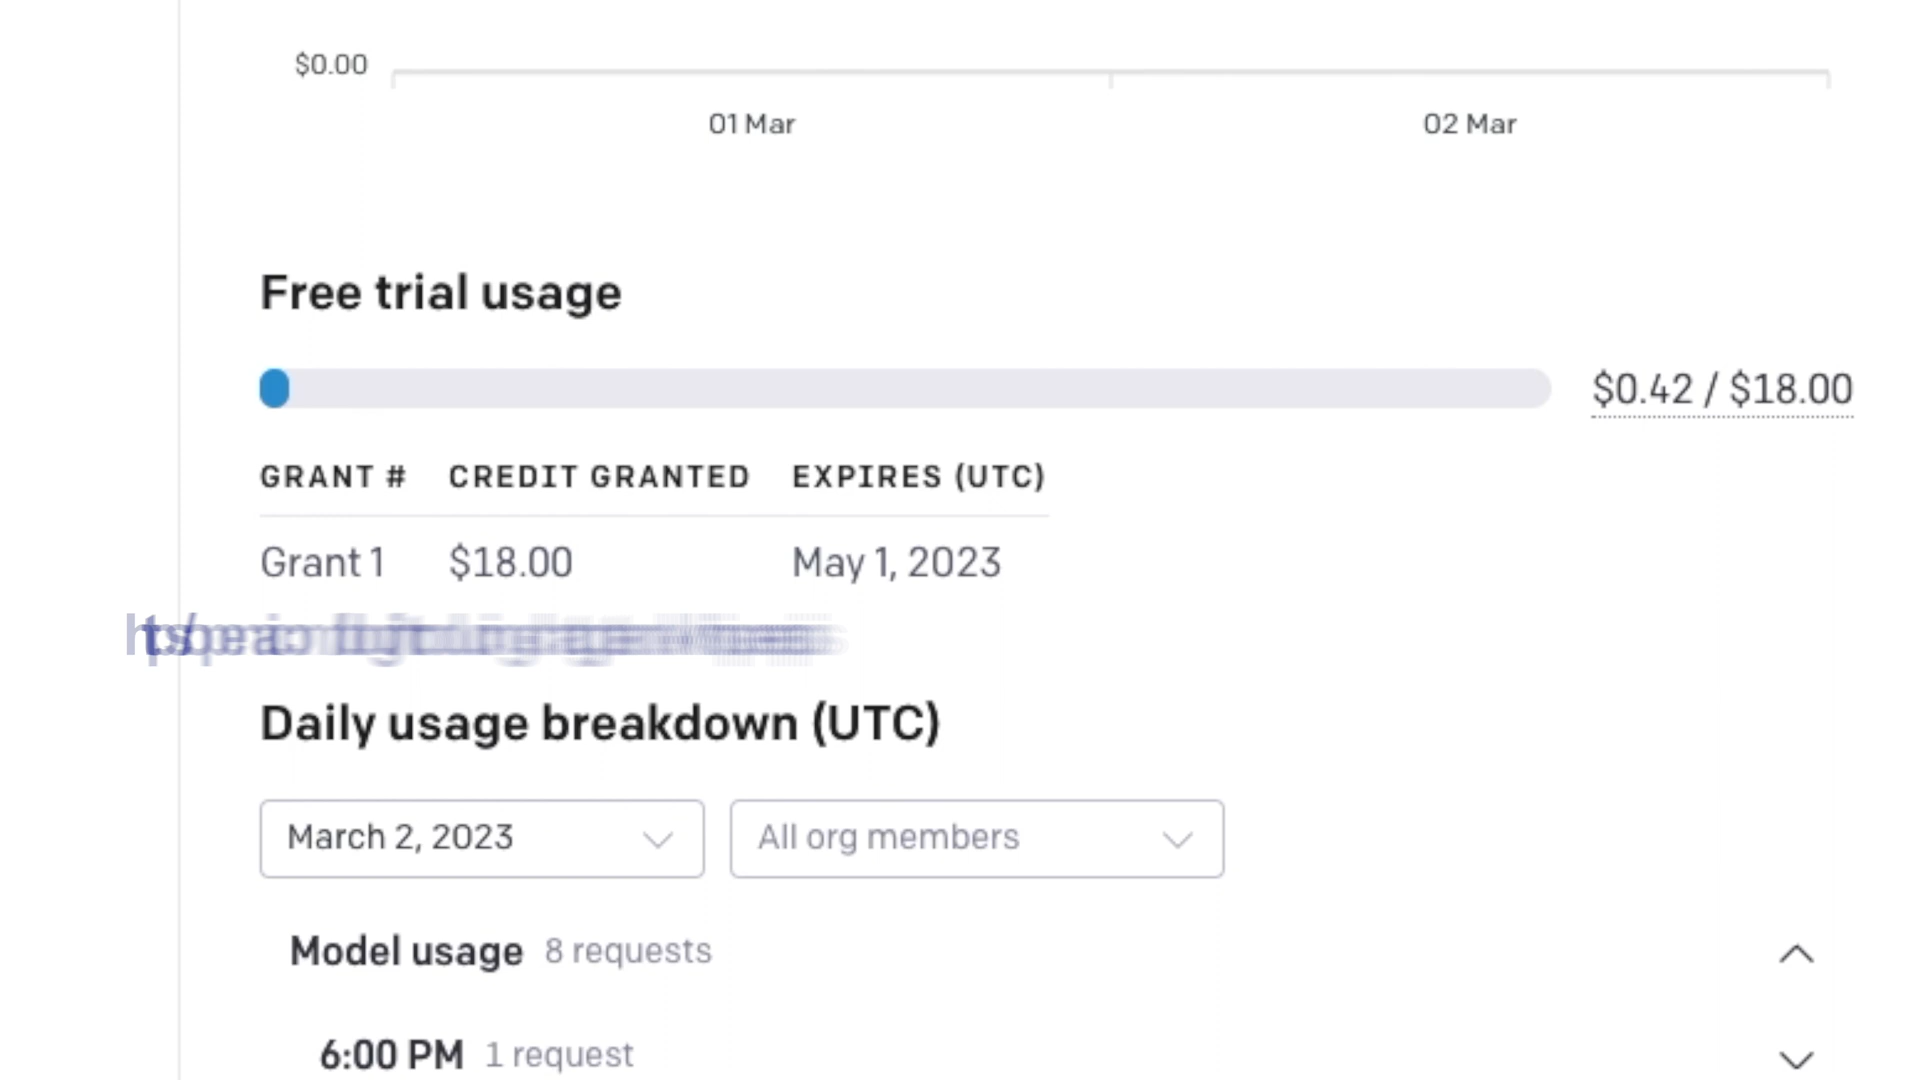 $0.00
01 Mar 02 Mar
Free trial usage
$0.42 / $18.00
GRANT # CREDIT GRANTED EXPIRES (UTC)
Grant 1 $18.00 May 1, 2023
Daily usage breakdown (UTC)
March 2, 2023 All org members
Model usage 8 requests
6:00 PM 1 request